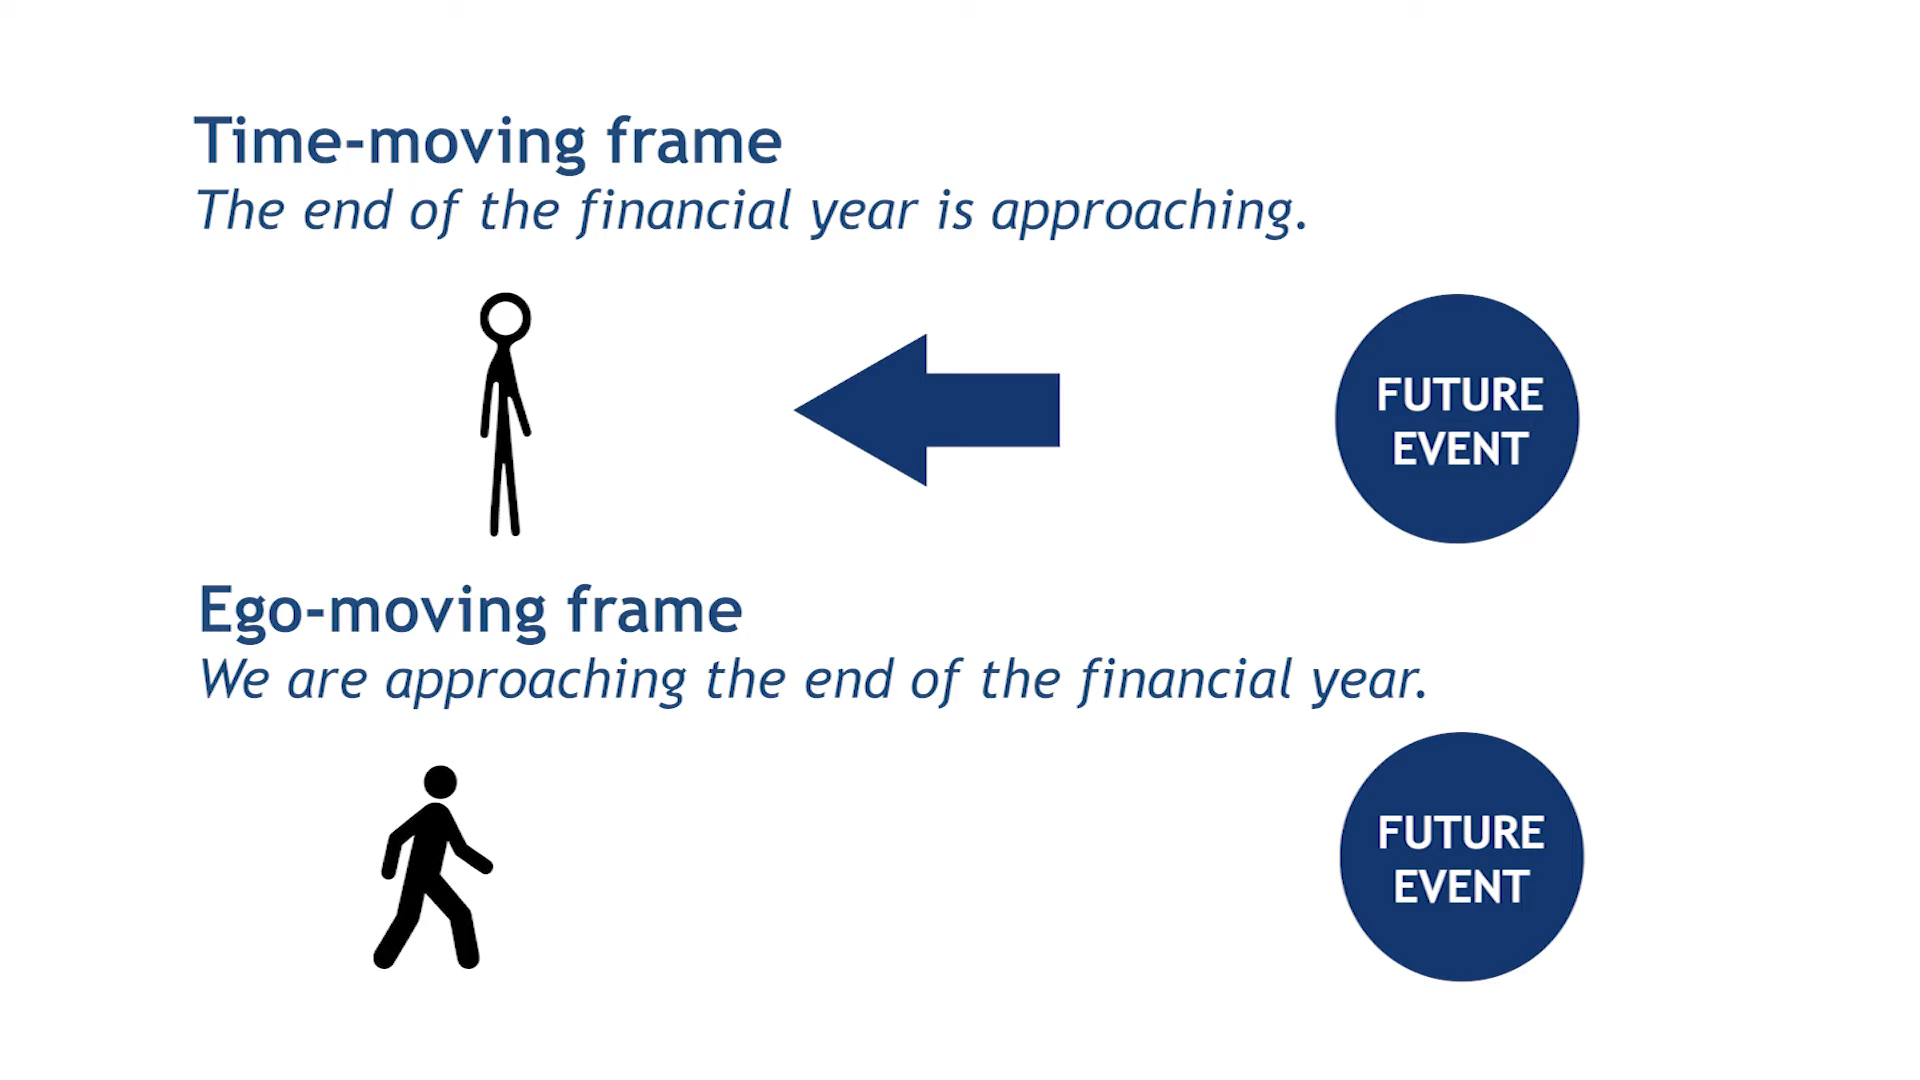 Time-moving frame
The end of the financial year is approaching.
FUTURE
EVENT
Ego-moving frame
We are approaching the end of the financial year.
FUTURE
EVENT